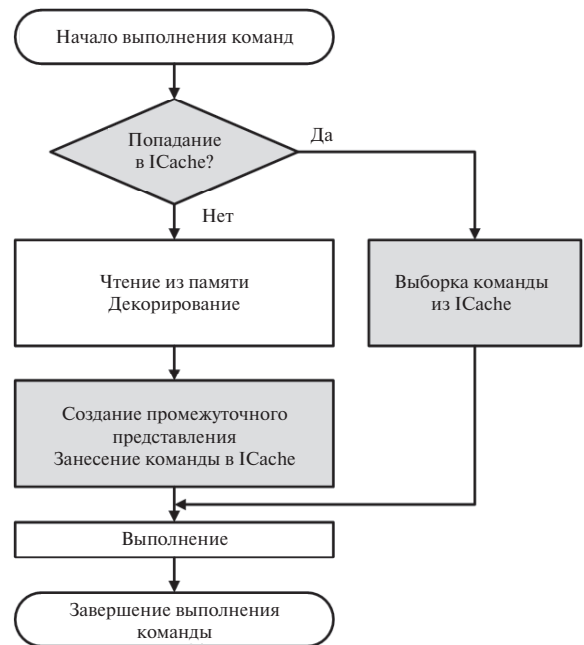 Начало выполнения команд
Попадание
в ICache?
Да
Нет
Чтение из памяти
Декорирование
Выборка команды
из ICache
Создание промежуточного
представления
Занесение команды в ICache
Выполнение
Завершение выполнения
команды